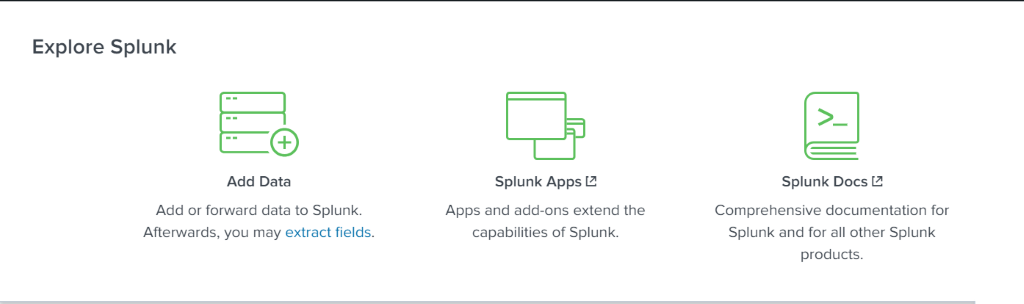 Explore Splunk
Add Data
Add or forward data to Splunk.
Afterwards, you may extract fields.
Splunk Apps
Apps and add-ons extend the
capabilities of Splunk.
>_
Splunk Docs
Comprehensive documentation for
Splunk and for all other Splunk
products.